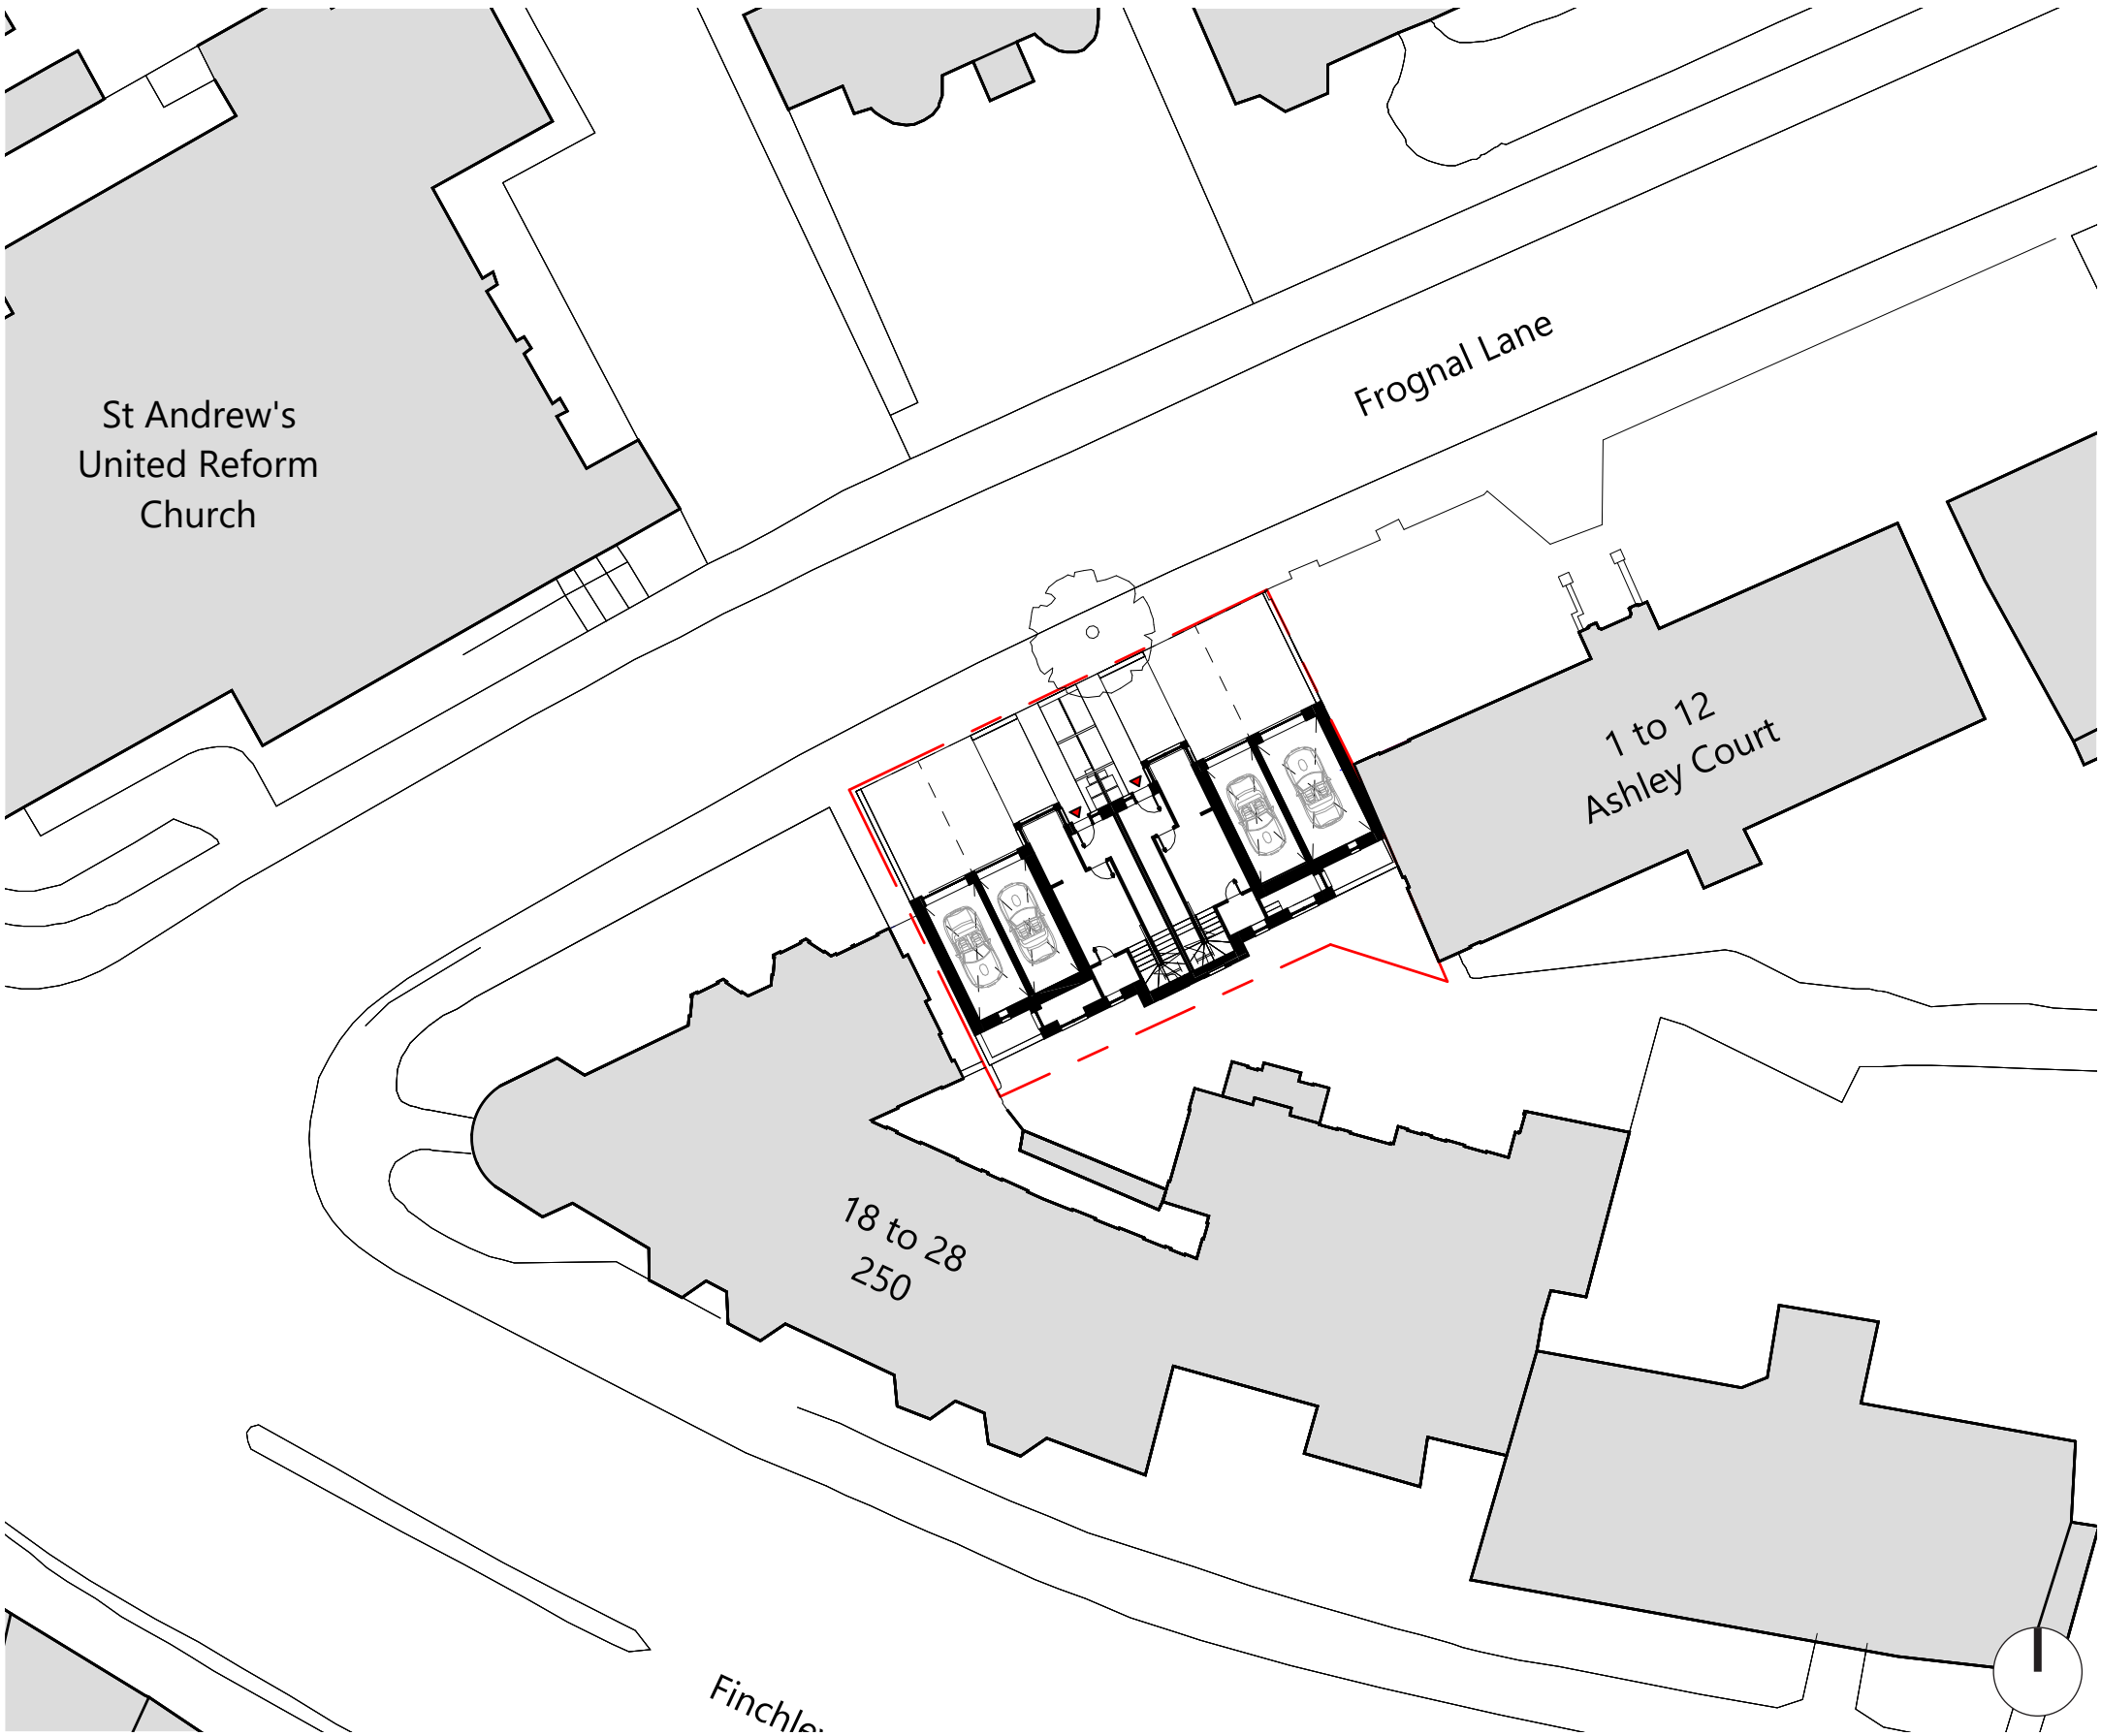 Frognal Lane
St Andrew's
United Reform
Church
1 to 12
Ashley Court
18 to 28
250